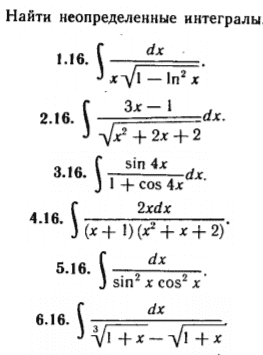 Найти неопределенные интегралы
1.16. ∫ dx / (x√(1 − ln² x)).
2.16. ∫ (3x − 1) / √(x² + 2x + 2) dx.
3.16. ∫ sin 4x / (1 + cos 4x) dx.
4.16. ∫ 2xdx / ((x + 1)(x² + x + 2)).
5.16. ∫ dx / (sin² x cos² x).
6.16. ∫ dx / (∛(1 + x) − √(1 + x)).